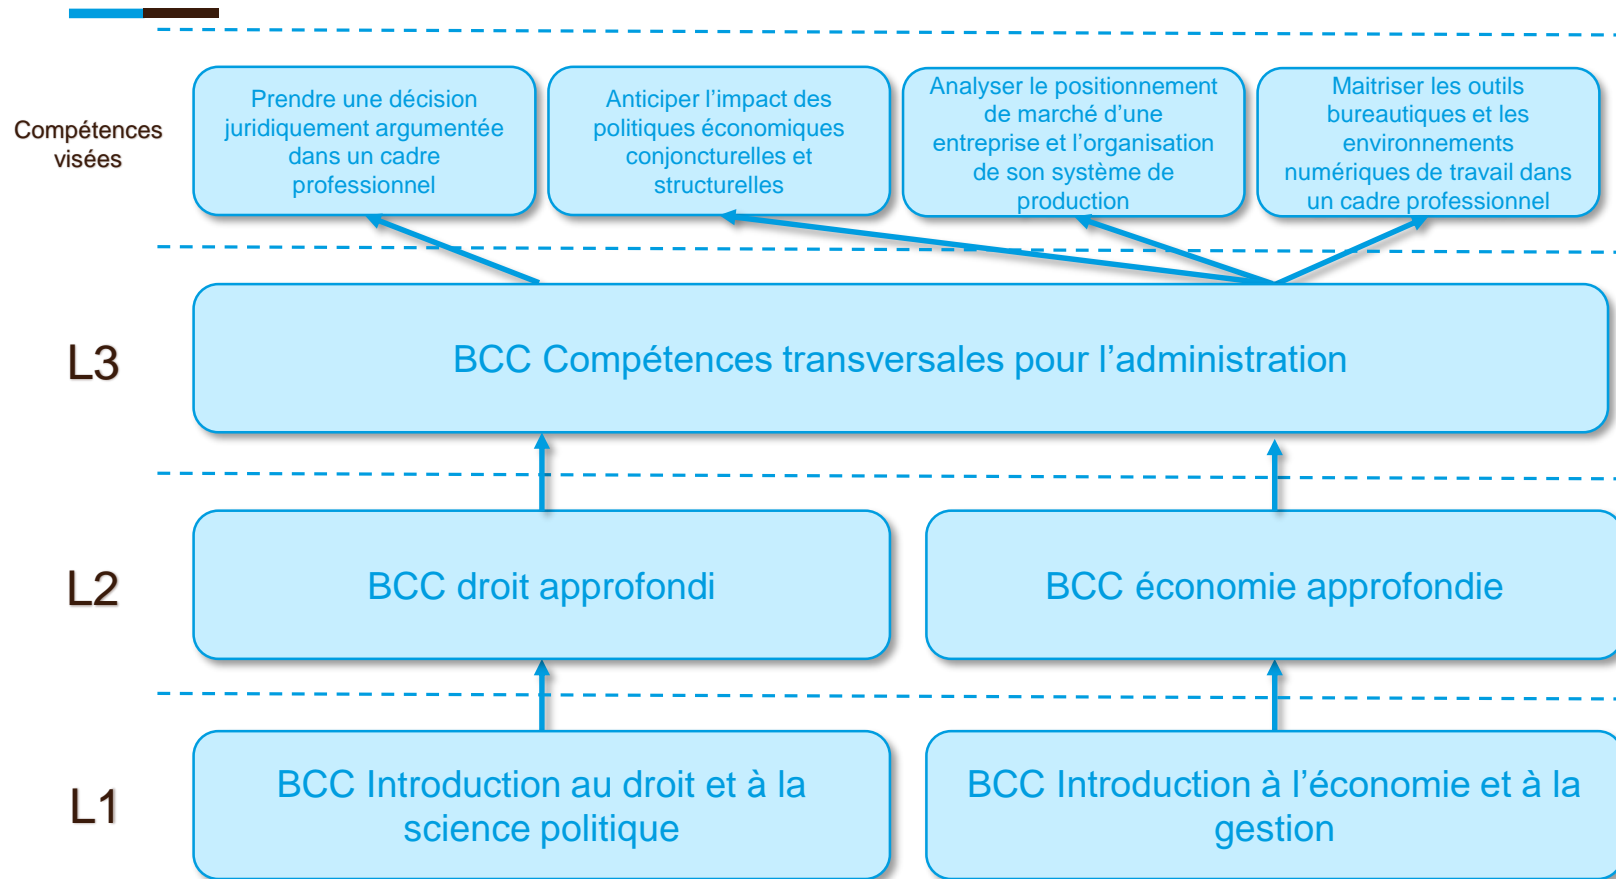 Compétences
visées
Prendre une décision
juridiquement argumentée
dans un cadre
professionnel
Anticiper l’impact des
politiques économiques
conjoncturelles et
structurelles
Analyser le positionnement
de marché d’une
entreprise et l’organisation
de son système de
production
Maitriser les outils
bureautiques et les
environnements
numériques de travail dans
un cadre professionnel
L3
BCC Compétences transversales pour l’administration
L2
BCC droit approfondi
BCC économie approfondie
L1
BCC Introduction au droit et à la
science politique
BCC Introduction à l’économie et à la
gestion